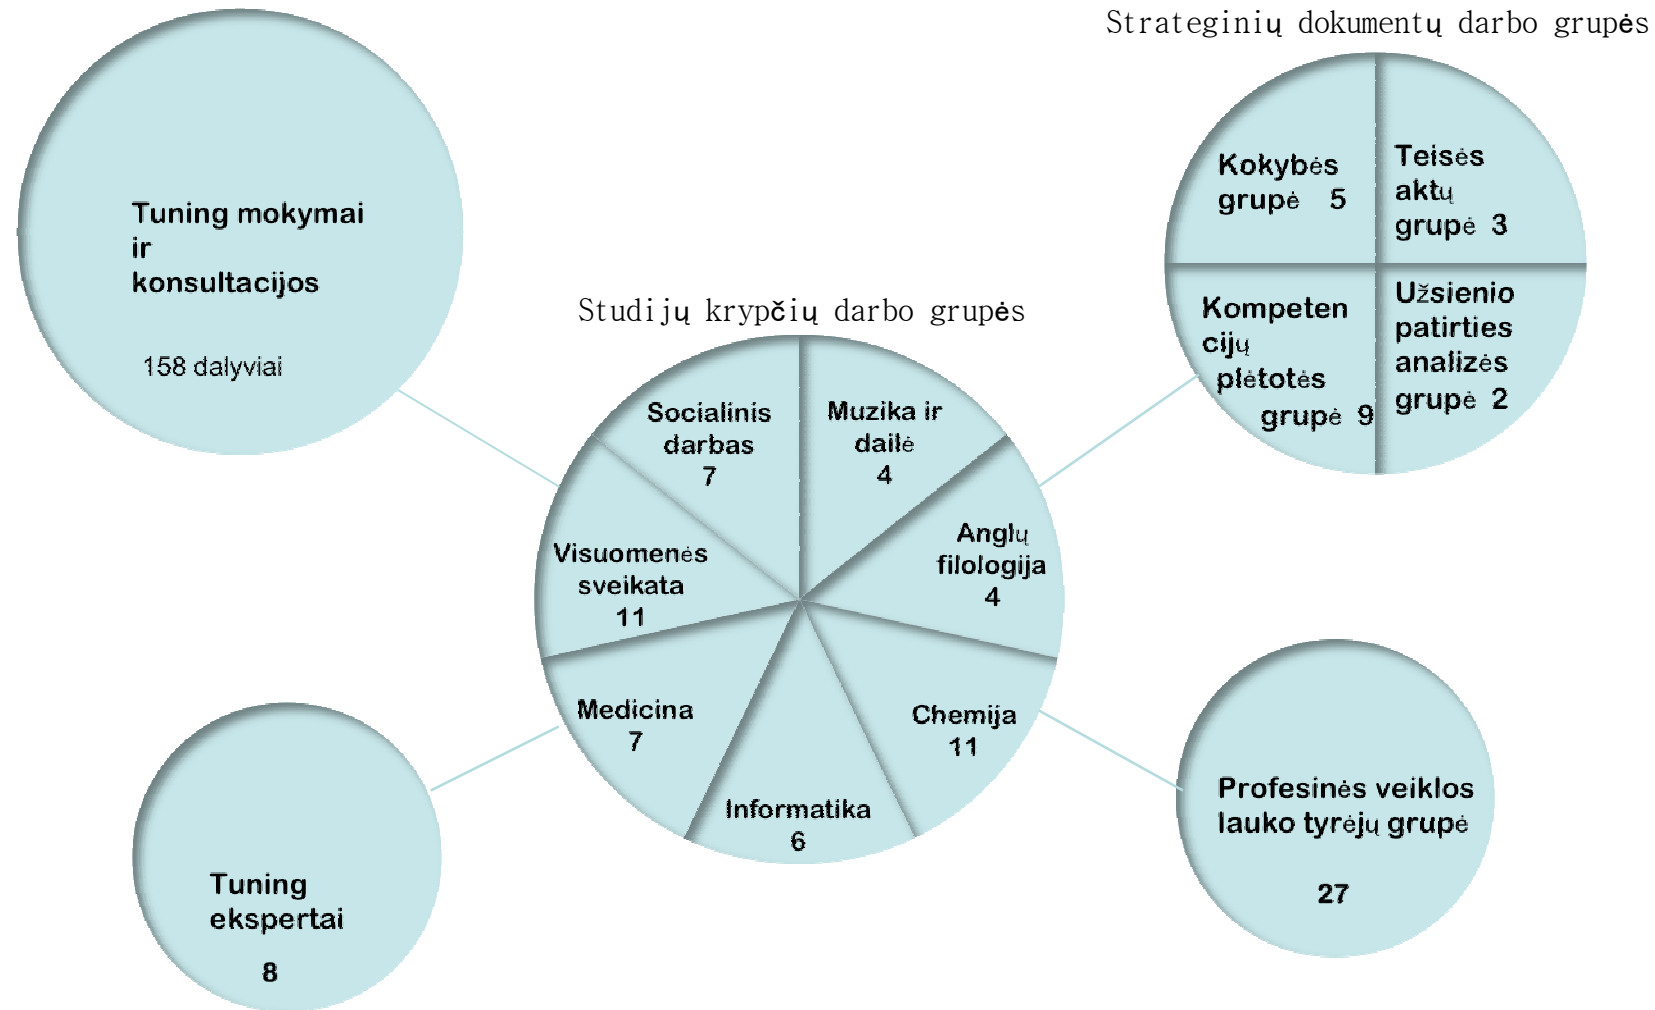 Strateginių dokumentų darbo grupės
Tuning mokymai
ir
konsultacijos
158 dalyviai
Kokybės
grupė 5
Teisės
aktų
grupė 3
Kompeten
cijų
plėtotės
grupė 9
Užsienio
patirties
analizės
grupė 2
Studijų krypčių darbo grupės
Socialinis
darbas
7
Muzika ir
dailė
4
Visuomenės
sveikata
11
Anglų
filologija
4
Medicina
7
Chemija
11
Informatika
6
Tuning
ekspertai
8
Profesinės veiklos
lauko tyrėjų grupė
27